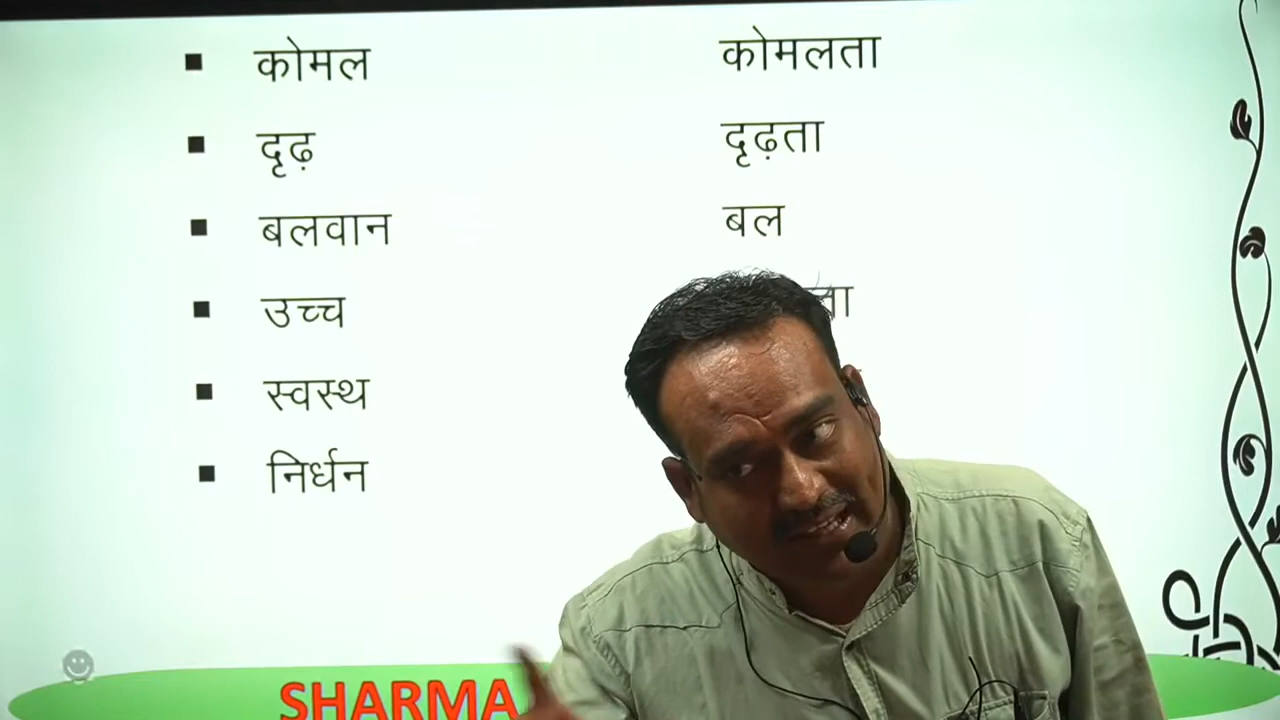 कोमल कोमलता
दृढ़ दृढ़ता
बलवान बल
उच्च
स्वस्थ
निर्धन
SHARMA